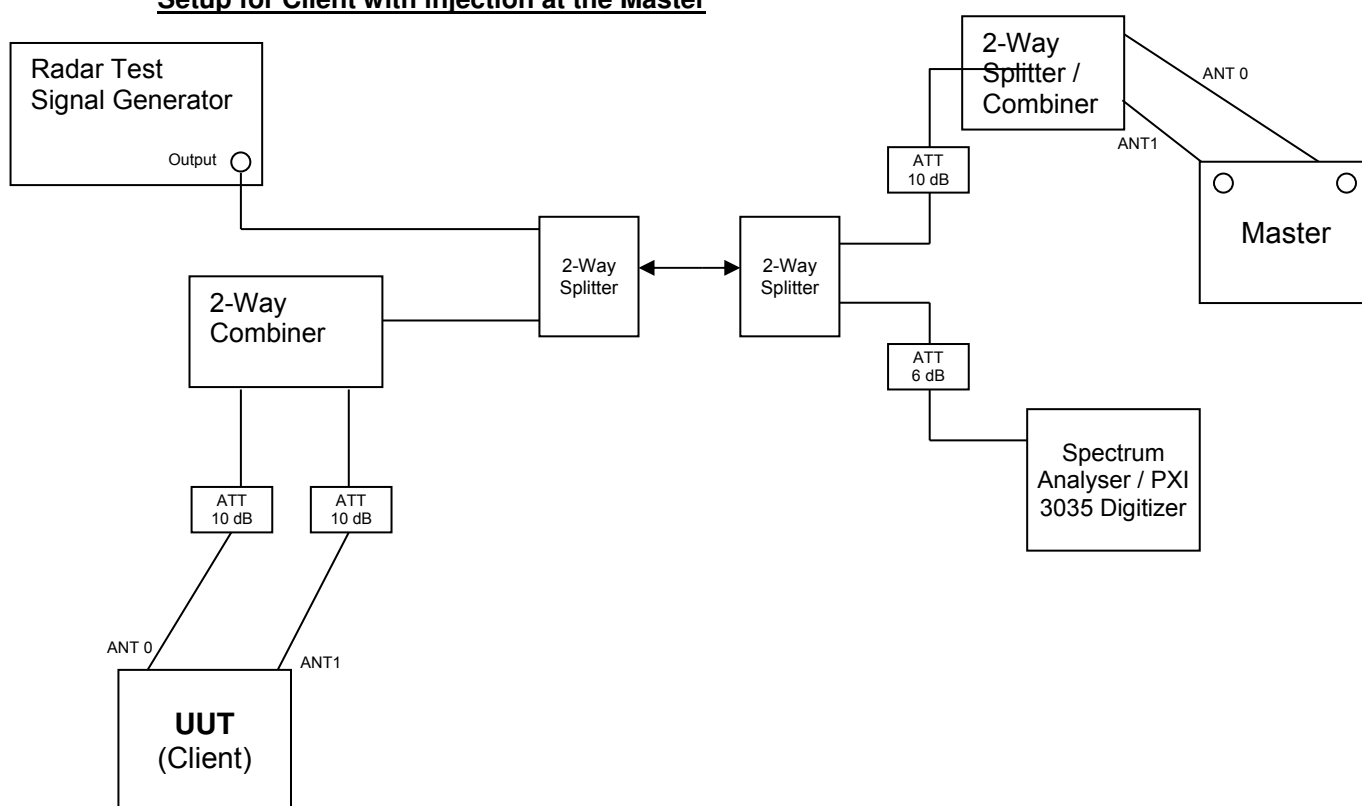 Setup for Client with injection at the Master
Radar Test
Signal Generator
Output
2-Way
Splitter /
Combiner
ANT 0
ANT1
ATT
10 dB
Master
2-Way
Splitter
2-Way
Splitter
2-Way
Combiner
ATT
6 dB
Spectrum
Analyser / PXI
3035 Digitizer
ATT
10 dB
ATT
10 dB
ANT 0
ANT1
UUT
(Client)